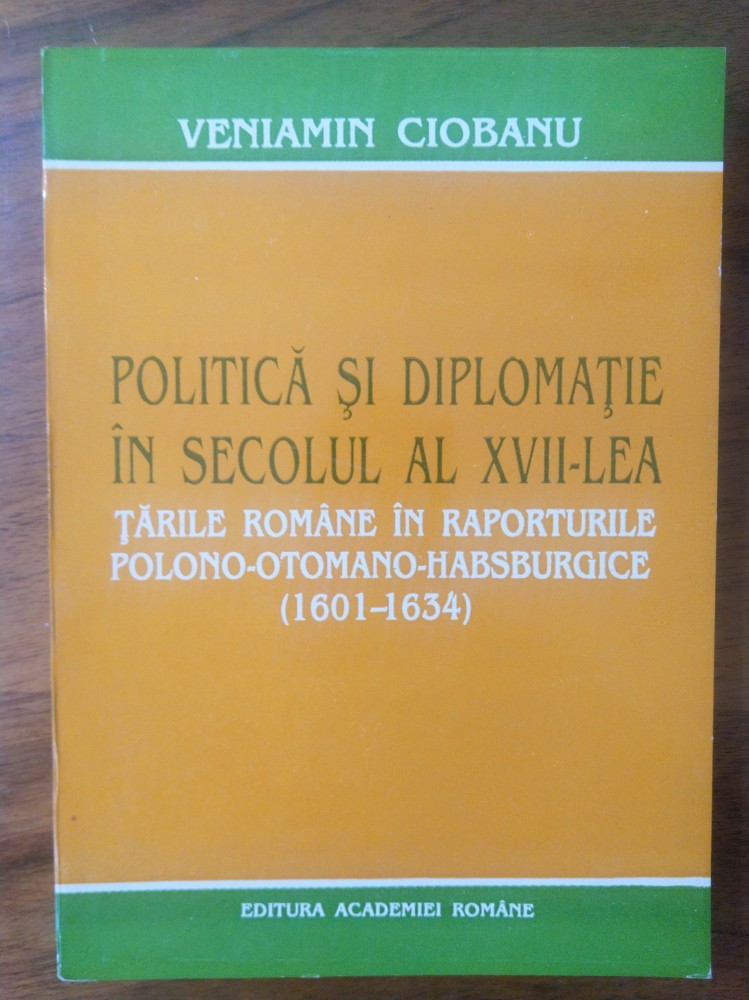 VENIAMIN CIOBANU
POLITICĂ ŞI DIPLOMAŢIE
ÎN SECOLUL AL XVII-LEA
ŢĂRILE ROMÂNE ÎN RAPORTURILE
POLONO-OTOMANO-HABSBURGICE
(1601-1634)
EDITURA ACADEMIEI ROMÂNE